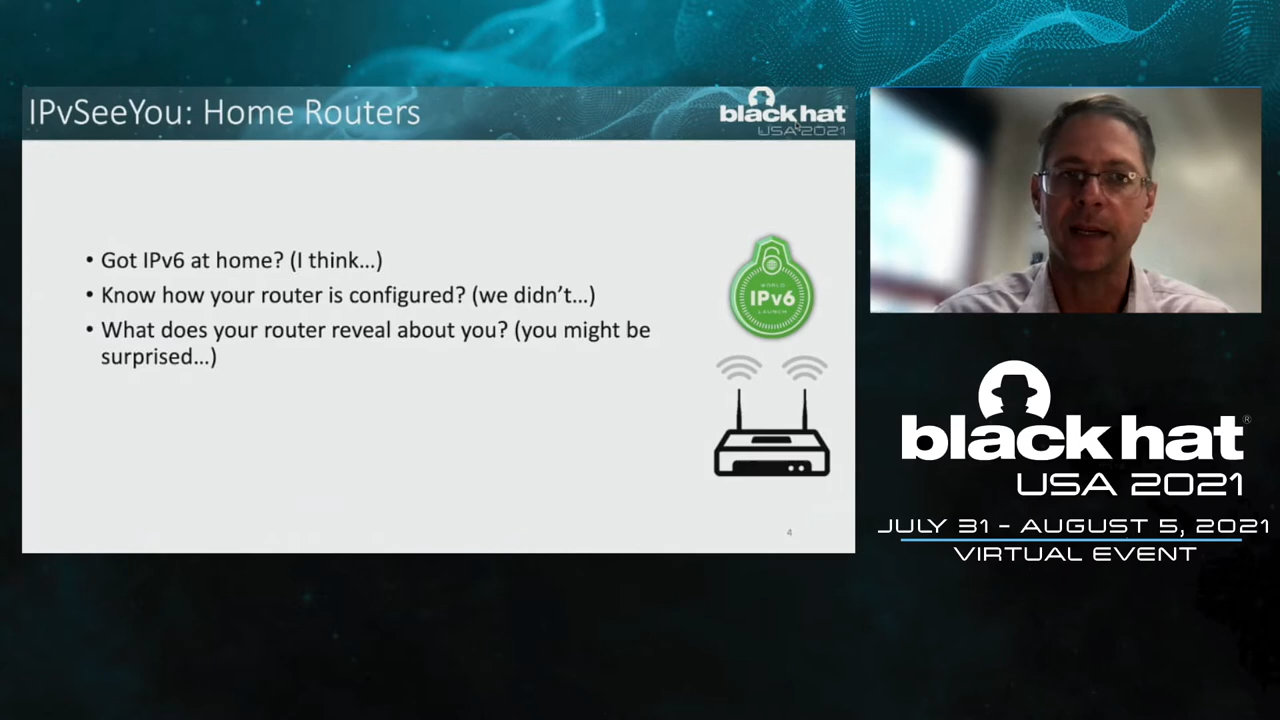 IPvSeeYou: Home Routers
black hat
USA 2021
• Got IPv6 at home? (I think...)
• Know how your router is configured? (we didn't...)
• What does your router reveal about you? (you might be
surprised...)
WORLD
IPv6
LAUNCH
4
black hat®
USA 2021
JULY 31 - AUGUST 5, 2021
VIRTUAL EVENT